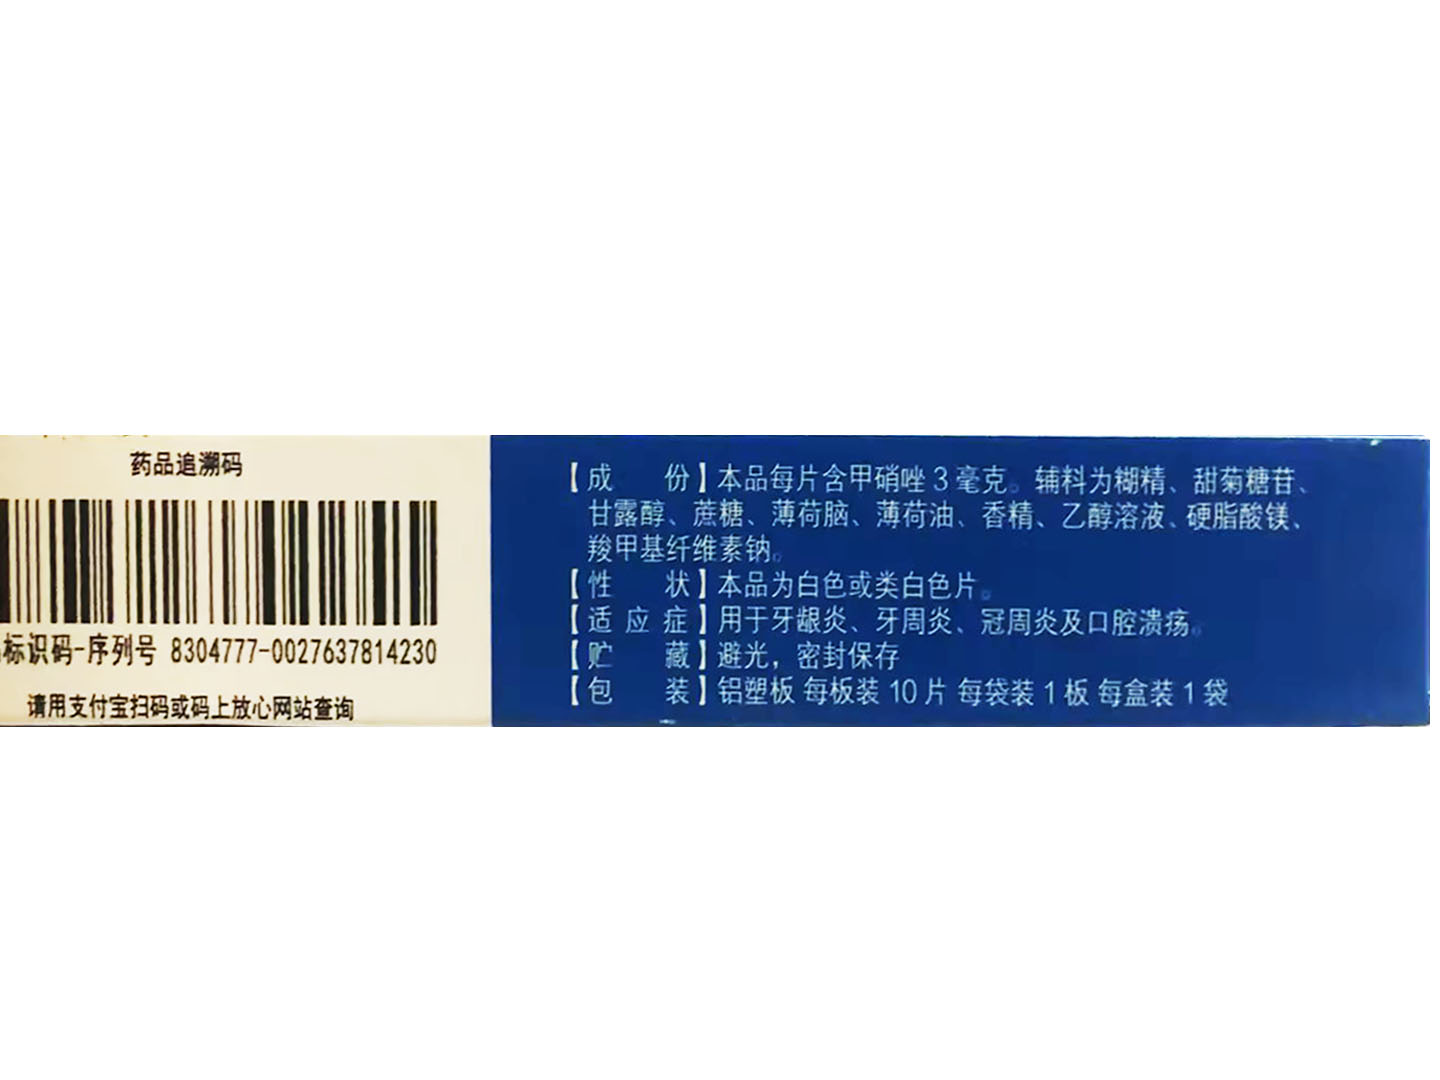 药品追溯码
标识码-序列号 8304777-0027637814230
请用支付宝扫码或码上放心网站查询
【成　份】本品每片含甲硝唑 3 毫克。辅料为糊精、甜菊糖苷、
甘露醇、蔗糖、薄荷脑、薄荷油、香精、乙醇溶液、硬脂酸镁、
羧甲基纤维素钠。
【性　状】本品为白色或类白色片。
【适应症】用于牙龈炎、牙周炎、冠周炎及口腔溃疡。
【贮　藏】避光，密封保存
【包　装】铝塑板 每板装 10 片 每袋装 1 板 每盒装 1 袋